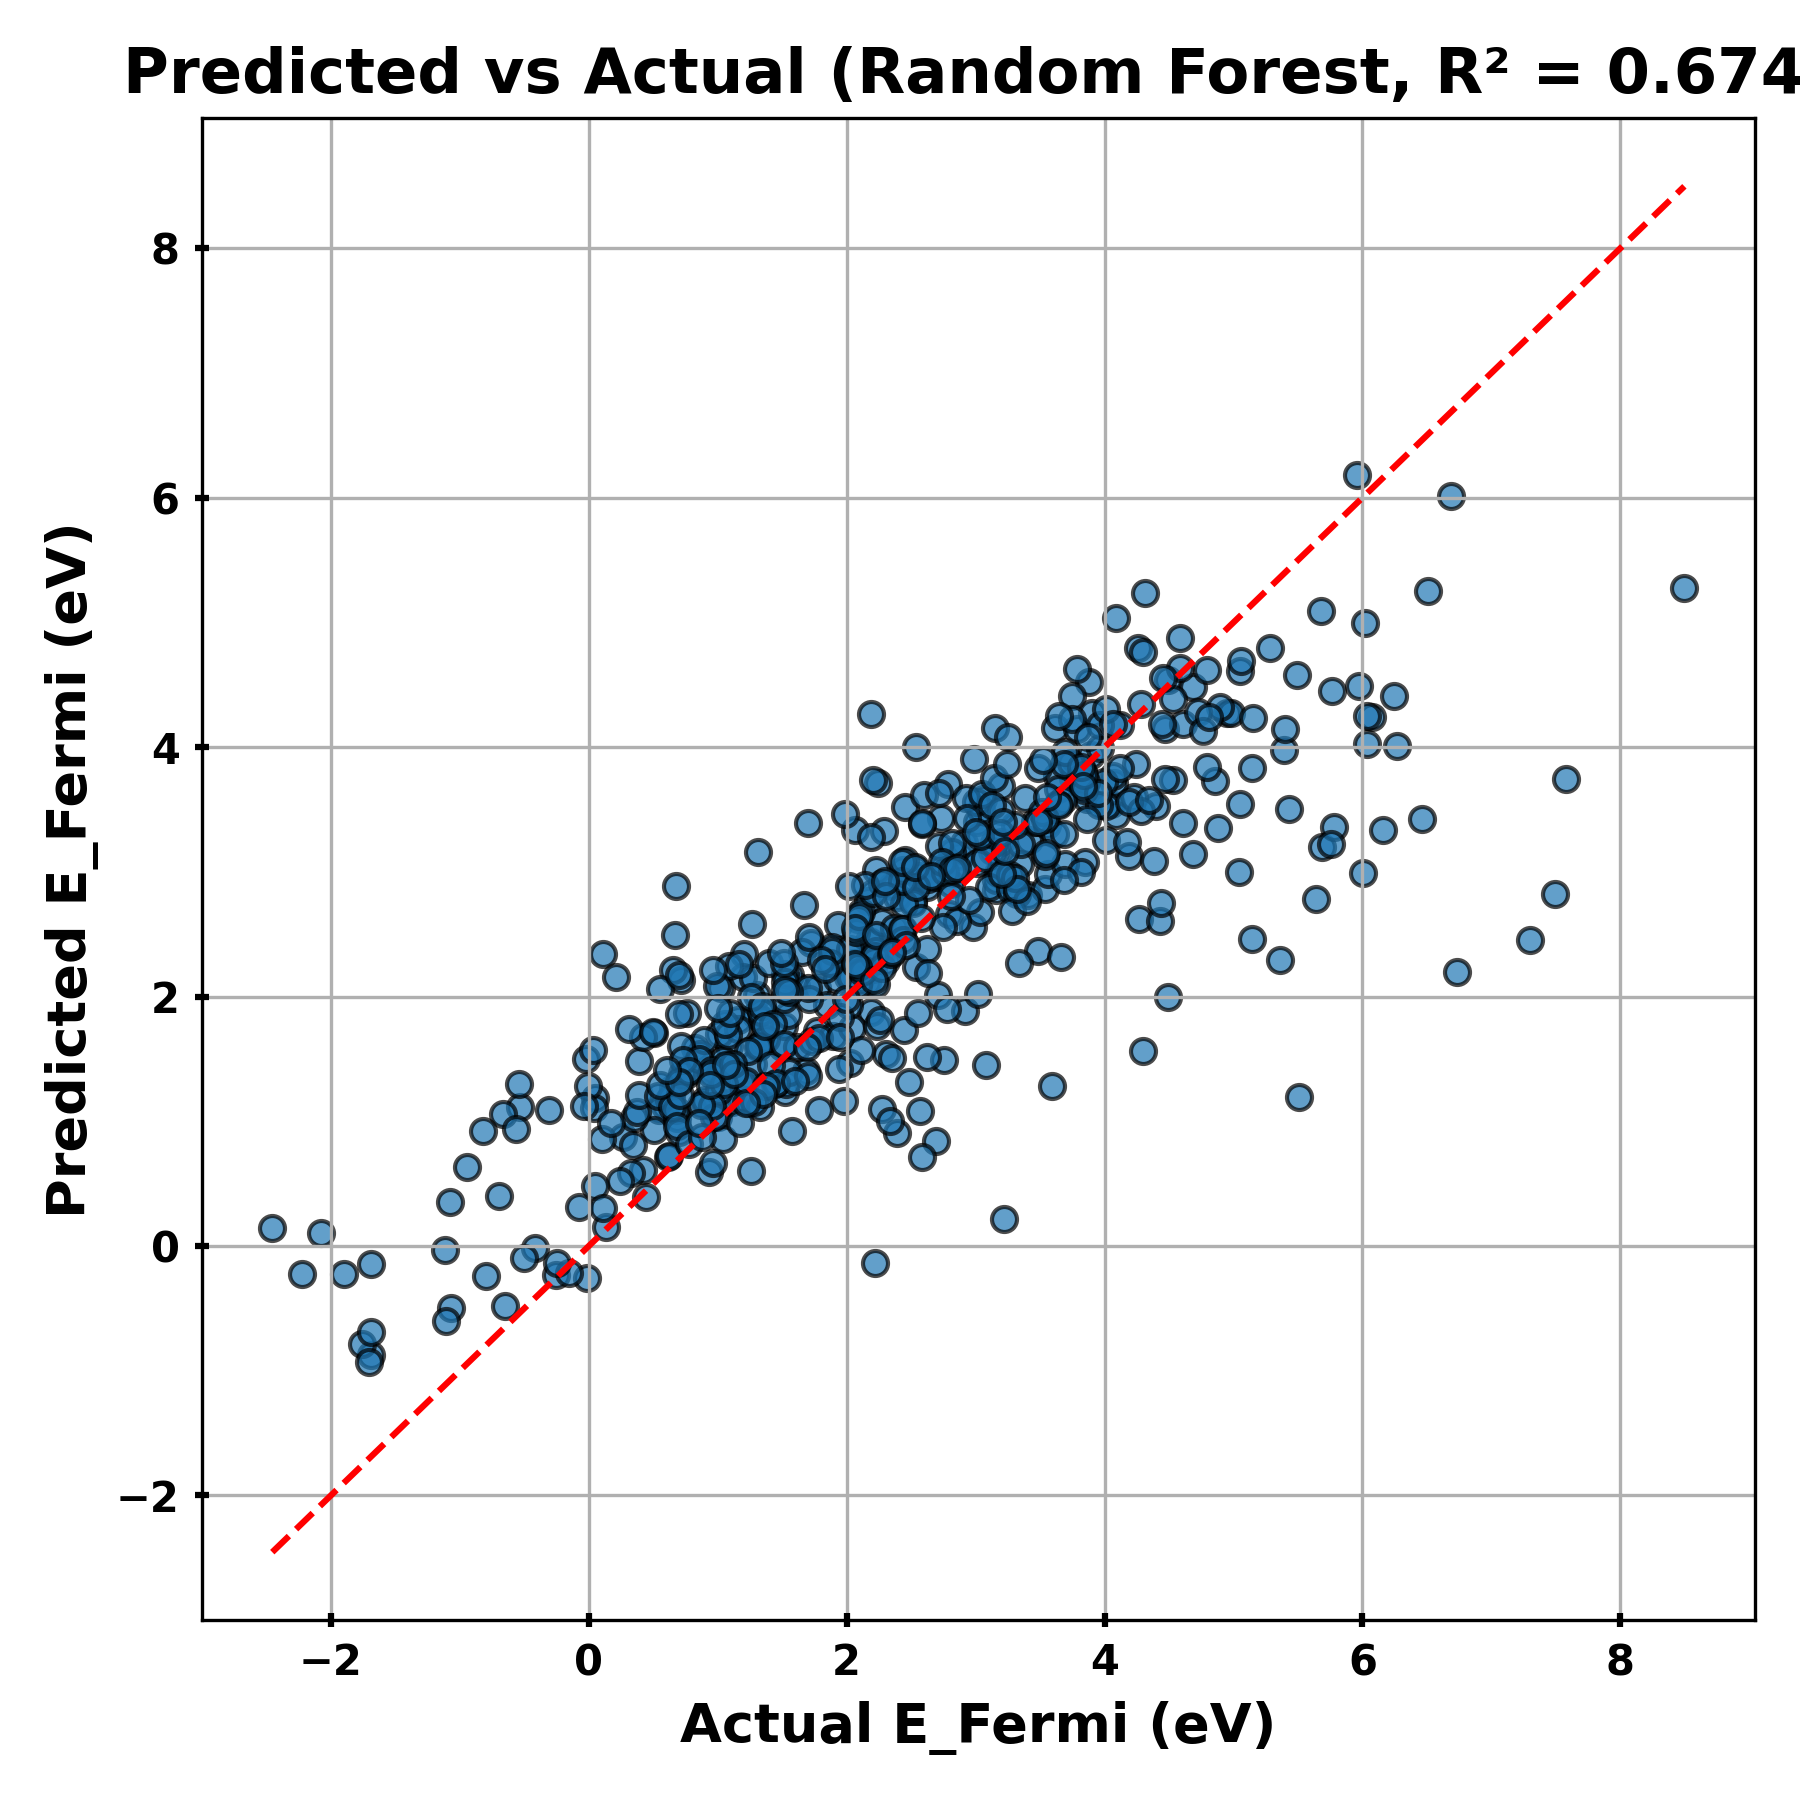 Predicted vs Actual (Random Forest, R² = 0.674
8
6
4
2
0
−2
Predicted E_Fermi (eV)
−2 0 2 4 6 8
Actual E_Fermi (eV)